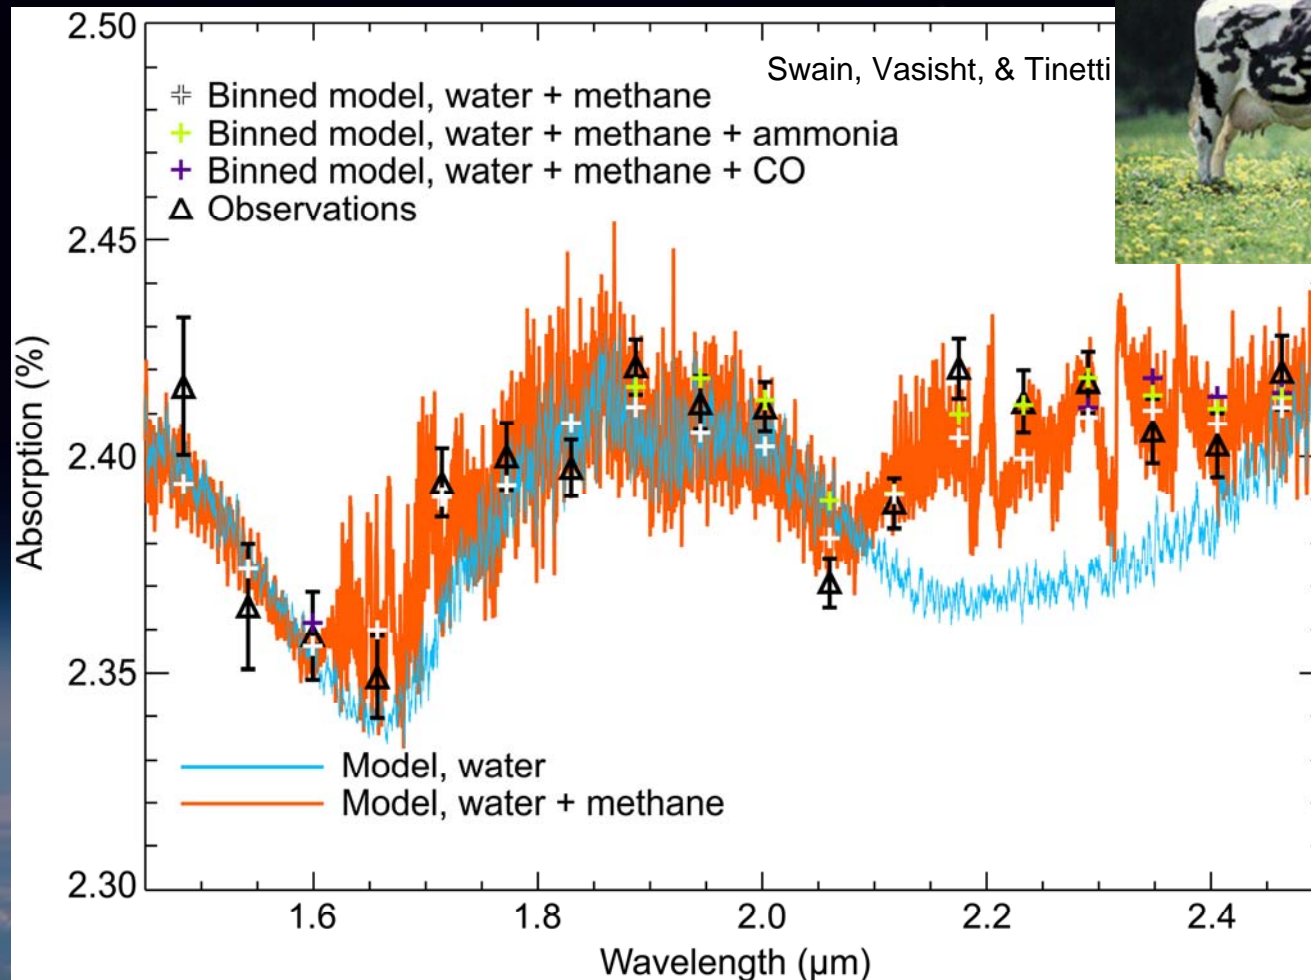 2.50
Swain, Vasisht, & Tinetti
Binned model, water + methane
Binned model, water + methane + ammonia
Binned model, water + methane + CO
Observations
2.45
2.40
Absorption (%)
2.35
Model, water
Model, water + methane
2.30
1.6 1.8 2.0 2.2 2.4
Wavelength (μm)